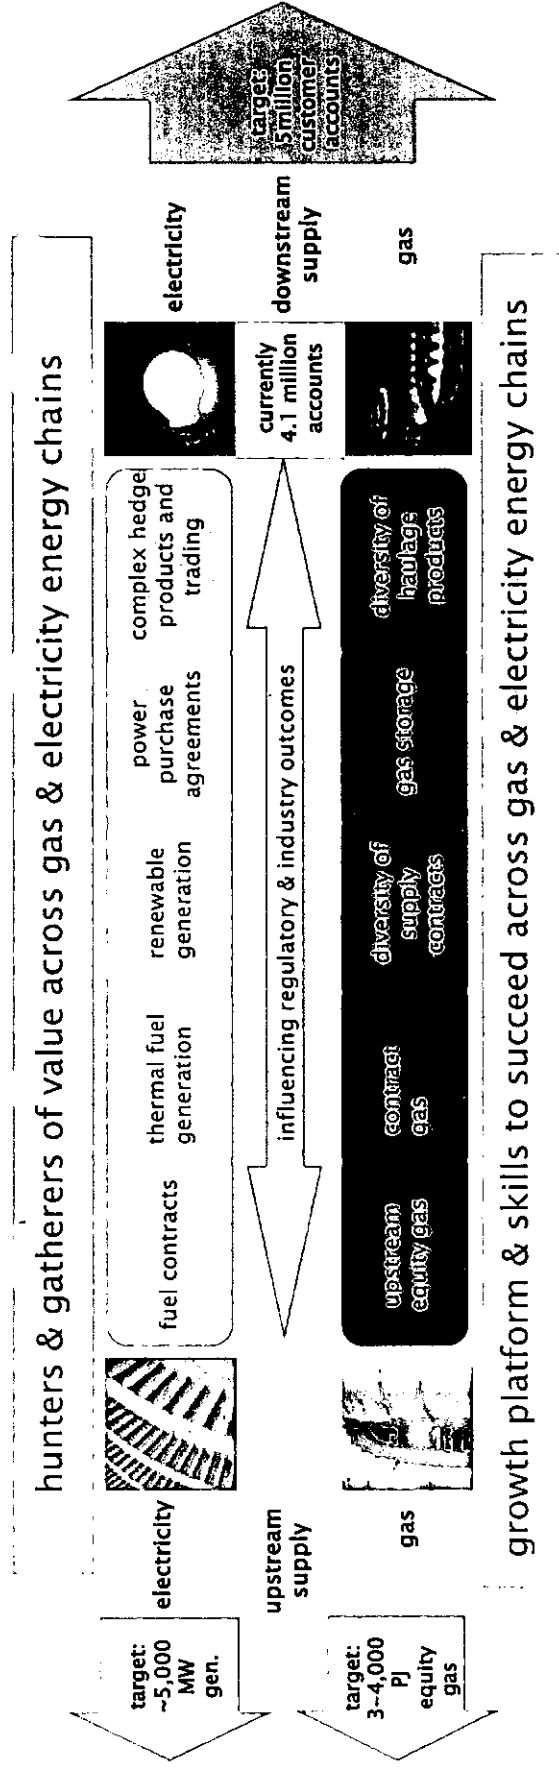 hunters & gatherers of value across gas & electricity energy chains
target:
~5,000
MW
gen.
electricity
fuel contracts
thermal fuel
generation
renewable
generation
power
purchase
agreements
complex hedge
products and
trading
electricity
upstream
supply
influencing regulatory & industry outcomes
currently
4.1 million
accounts
downstream
supply
target:
5million
customer
accounts
target:
3~4,000
PJ
equity
gas
gas
upstream
equity gas
contract
gas
diversity of
supply
contracts
gas storage
diversity of
haulage
products
gas
growth platform & skills to succeed across gas & electricity energy chains